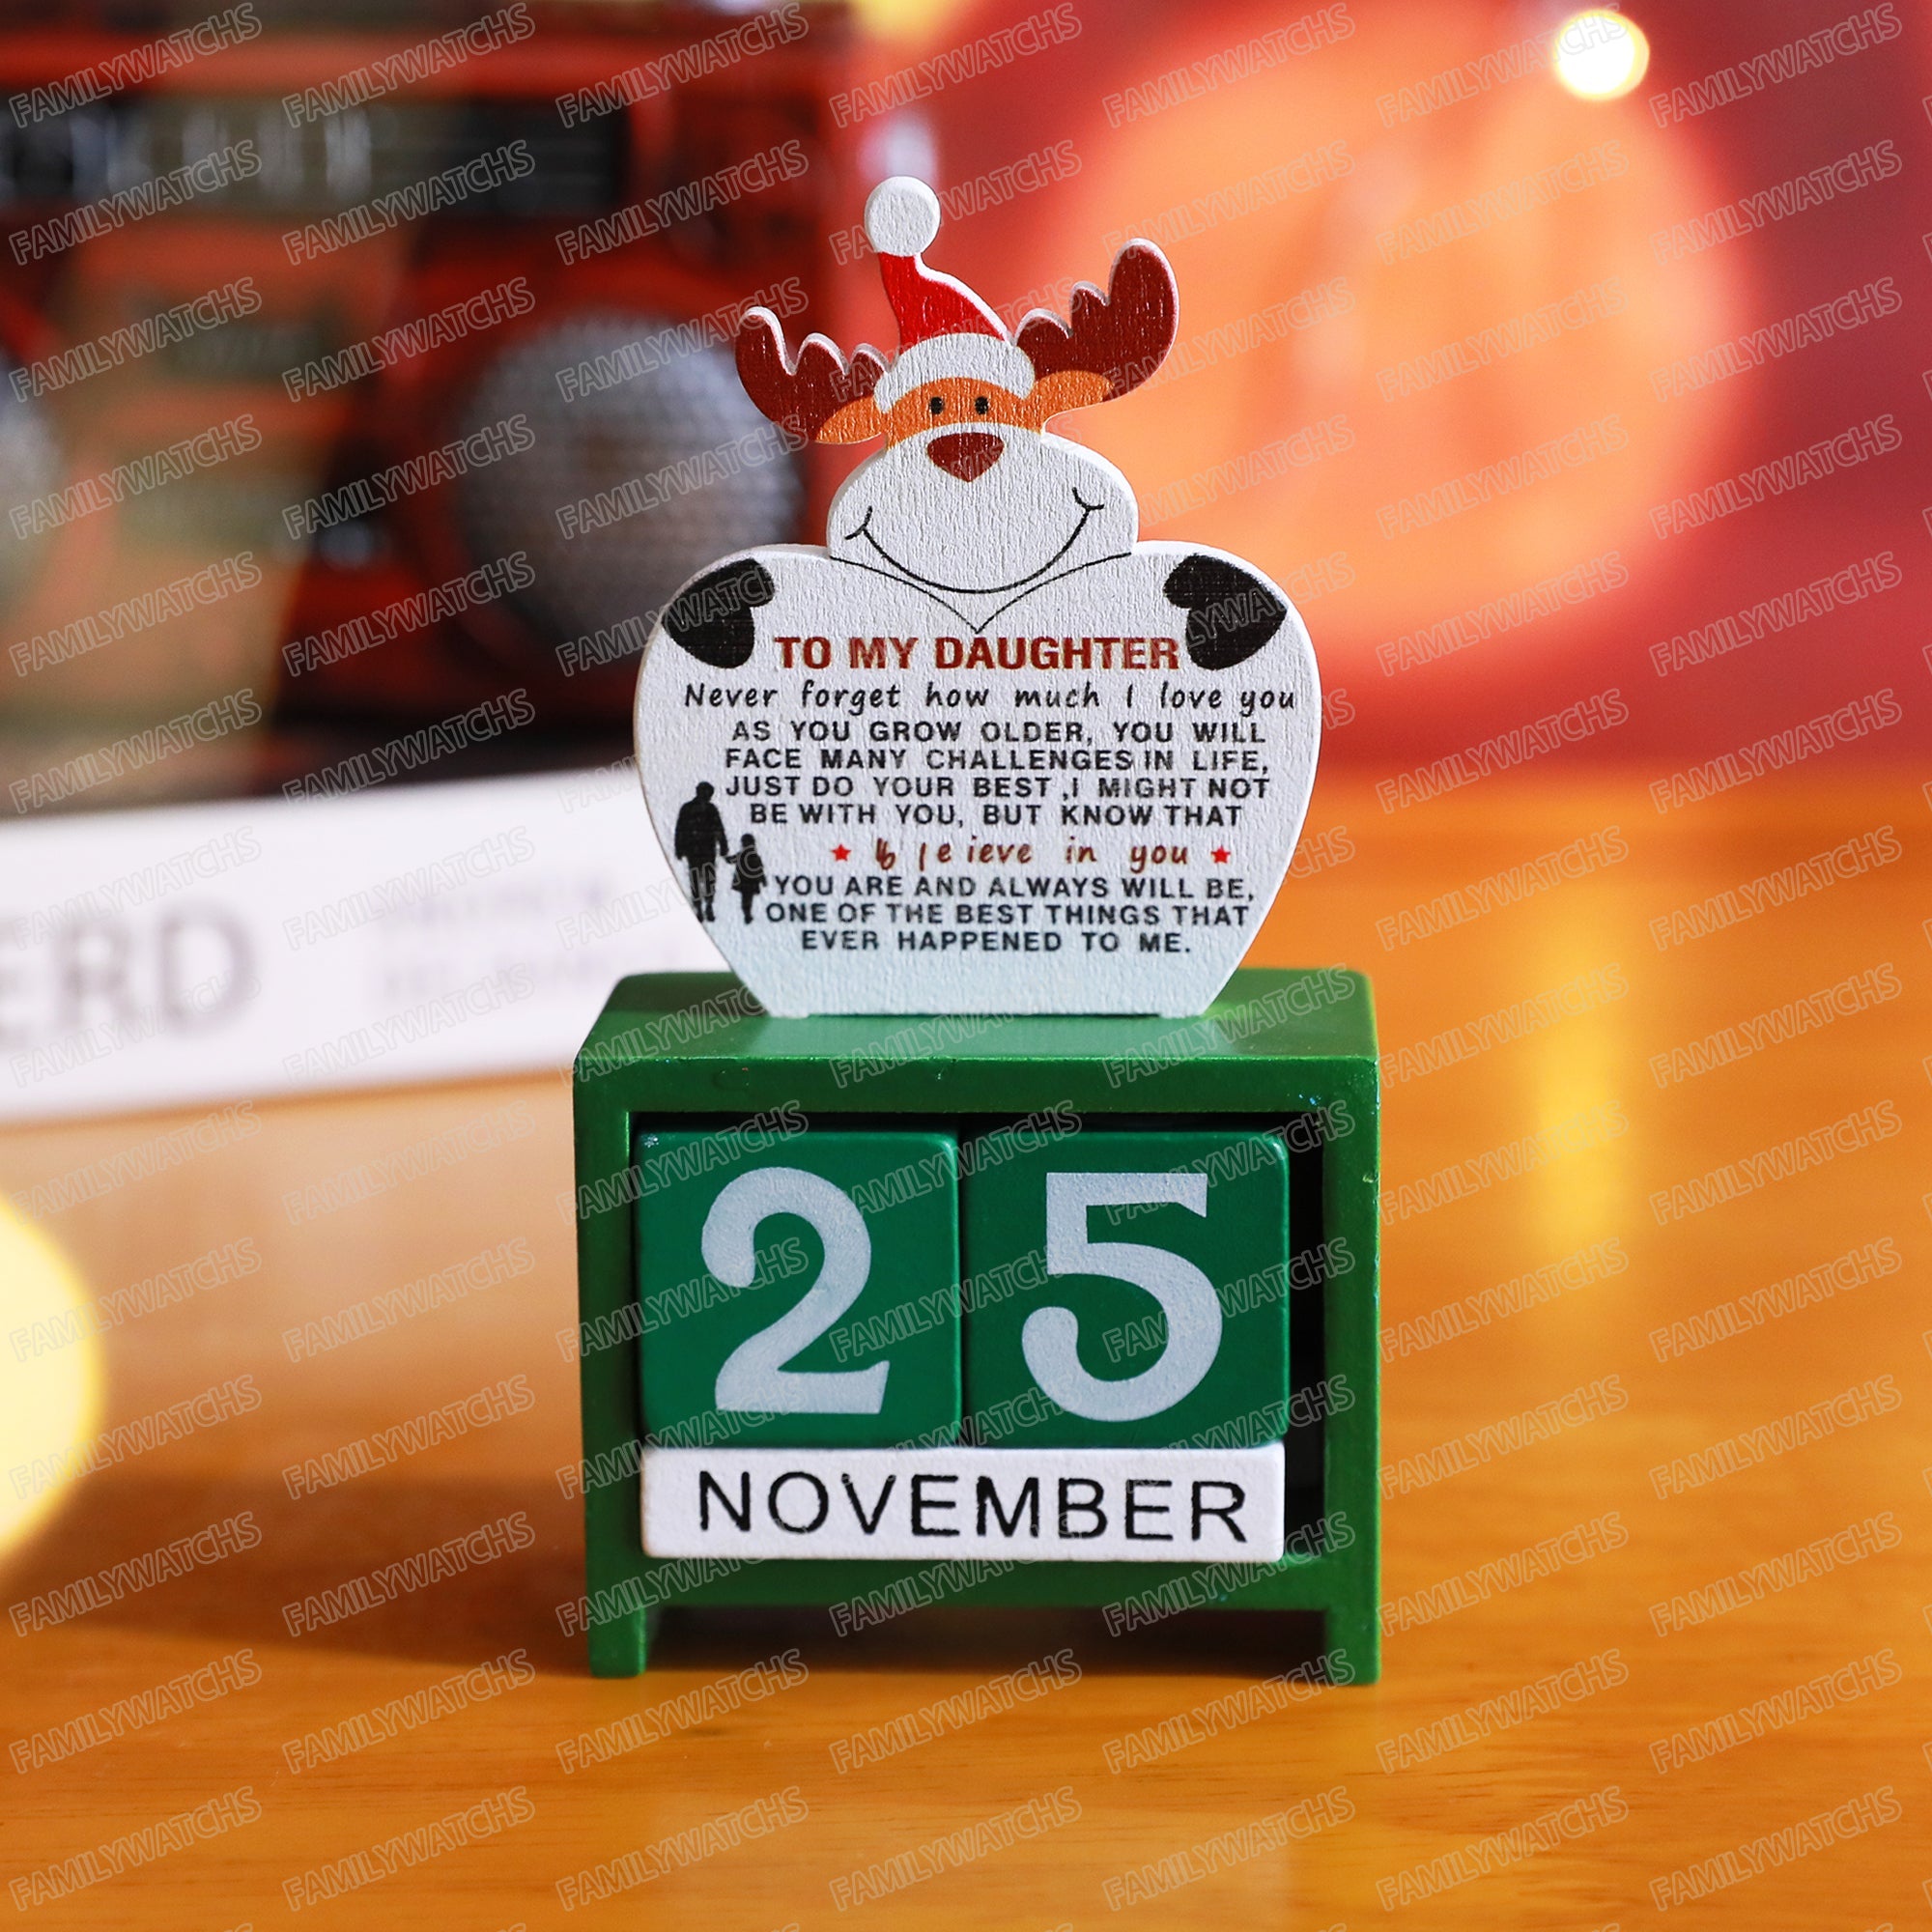 TO MY DAUGHTER
Never forget how much I love you
AS YOU GROW OLDER, YOU WILL
FACE MANY CHALLENGES IN LIFE,
JUST DO YOUR BEST ,I MIGHT NOT
BE WITH YOU, BUT KNOW THAT
in you
YOU ARE AND ALWAYS WILL BE,
ONE OF THE BEST THINGS THAT
EVER HAPPENED TO ME.
ERD
25
NOVEMBER
FAMILYWATCHS